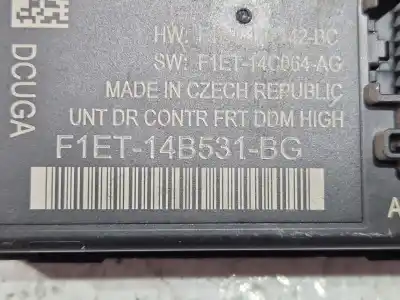 HW:
SW: F1ET-14C064-AG
MADE IN CZECH REPUBLIC
UNT DR CONTR FRT DDM HIGH
F1ET-14B531-BG
DCUGA
A